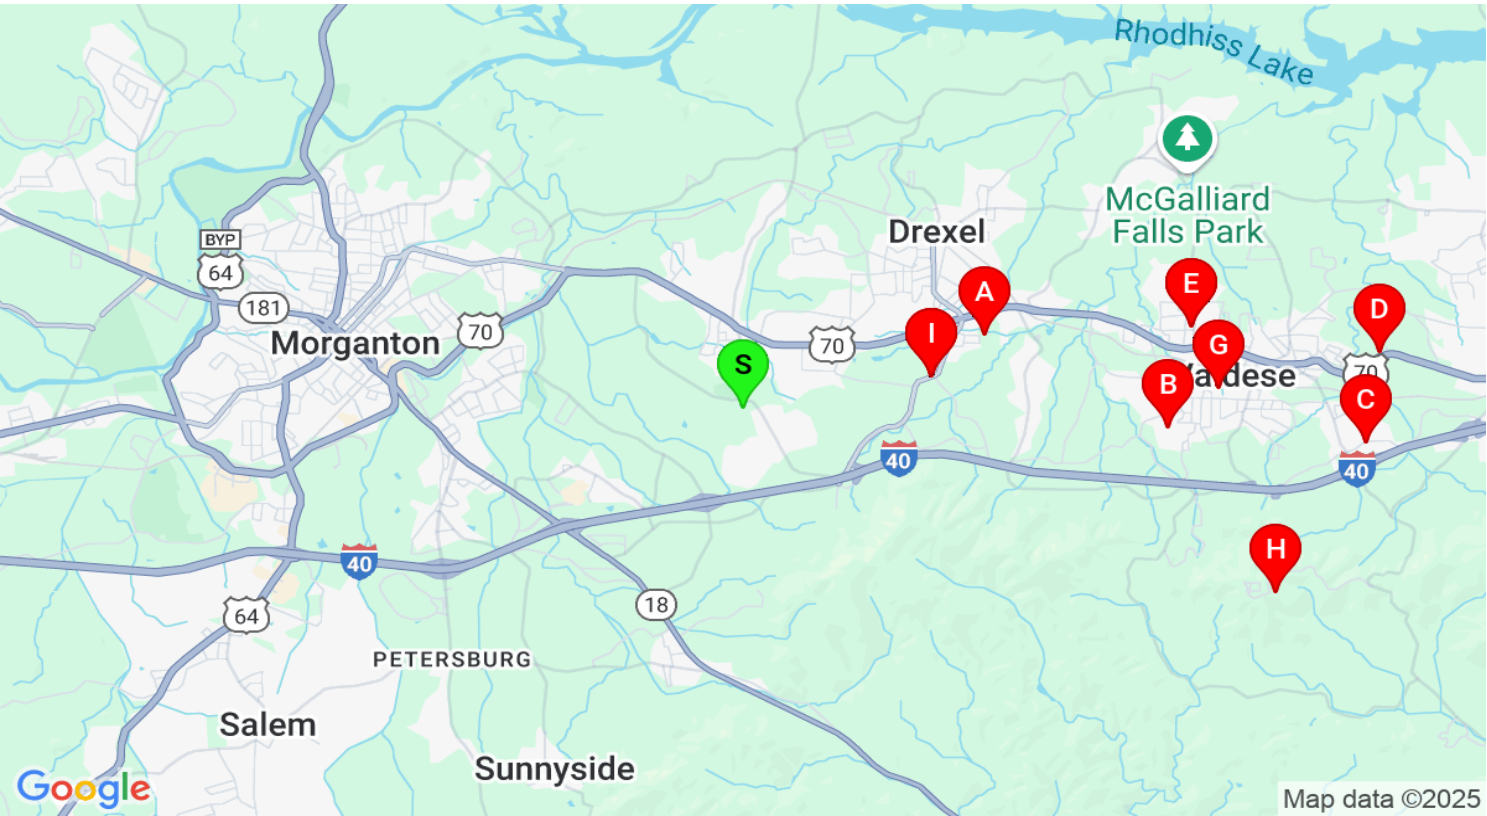 Rhodhiss Lake
McGalliard
Falls Park
Drexel
BYP
64
E
A
181
D
70
I
Morganton
70
S
G
70
Valdese
B
C
40
40
H
40
18
64
PETERSBURG
Salem
Sunnyside
Google
Map data ©2025